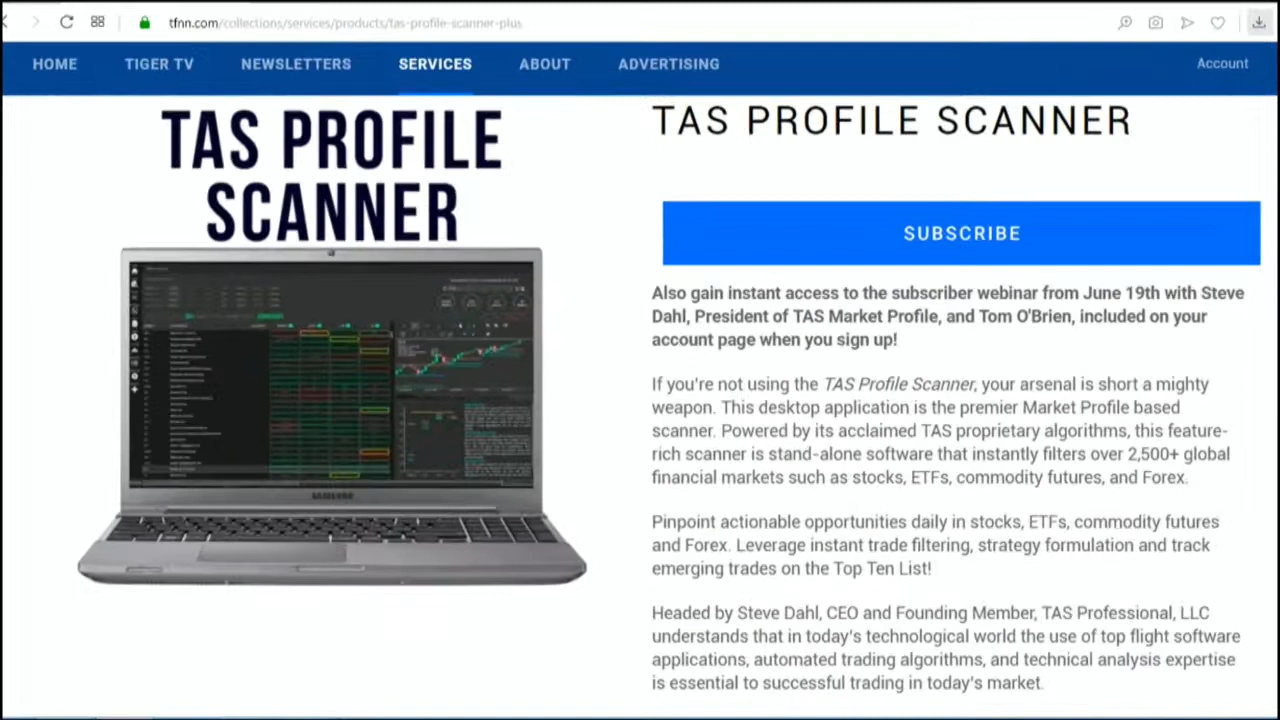 tfnn.com/collections/services/products/tas-profile-scanner-plus
HOME TIGER TV NEWSLETTERS SERVICES ABOUT ADVERTISING Account
TAS PROFILE
SCANNER
SAMSUNG
TAS PROFILE SCANNER
SUBSCRIBE
Also gain instant access to the subscriber webinar from June 19th with Steve
Dahl, President of TAS Market Profile, and Tom O'Brien, included on your
account page when you sign up!
If you're not using the TAS Profile Scanner, your arsenal is short a mighty
weapon. This desktop application is the premier Market Profile based
scanner. Powered by its acclaimed TAS proprietary algorithms, this feature-
rich scanner is stand-alone software that instantly filters over 2,500+ global
financial markets such as stocks, ETFs, commodity futures, and Forex.
Pinpoint actionable opportunities daily in stocks, ETFs, commodity futures
and Forex. Leverage instant trade filtering, strategy formulation and track
emerging trades on the Top Ten List!
Headed by Steve Dahl, CEO and Founding Member, TAS Professional, LLC
understands that in today's technological world the use of top flight software
applications, automated trading algorithms, and technical analysis expertise
is essential to successful trading in today's market.